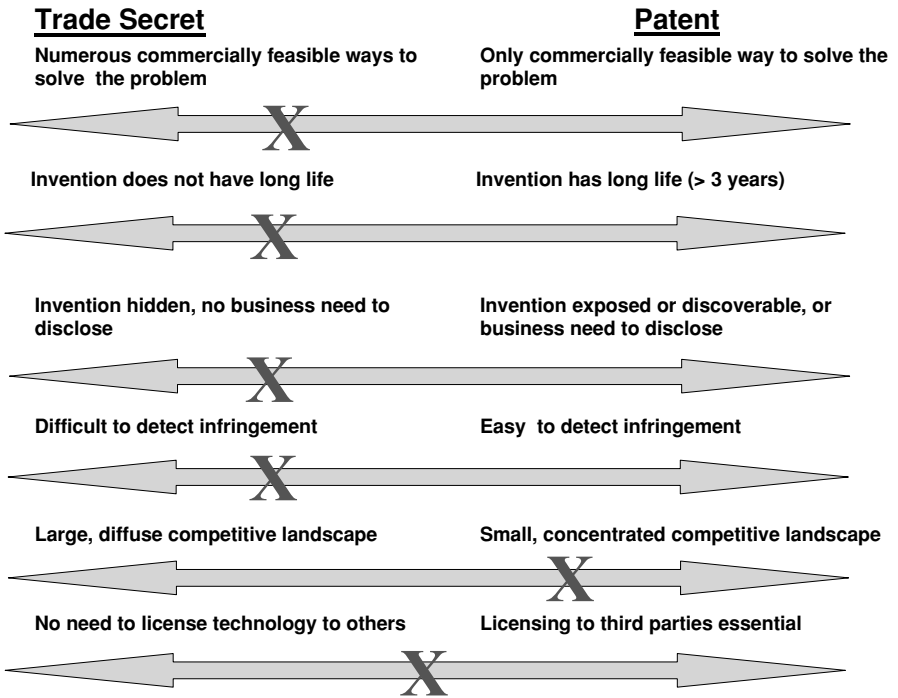 Trade Secret Patent
Numerous commercially feasible ways to solve the problem
Only commercially feasible way to solve the problem
X
Invention does not have long life
Invention has long life (> 3 years)
X
Invention hidden, no business need to disclose
Invention exposed or discoverable, or business need to disclose
X
Difficult to detect infringement
Easy to detect infringement
X
Large, diffuse competitive landscape
Small, concentrated competitive landscape
X
No need to license technology to others
Licensing to third parties essential
X